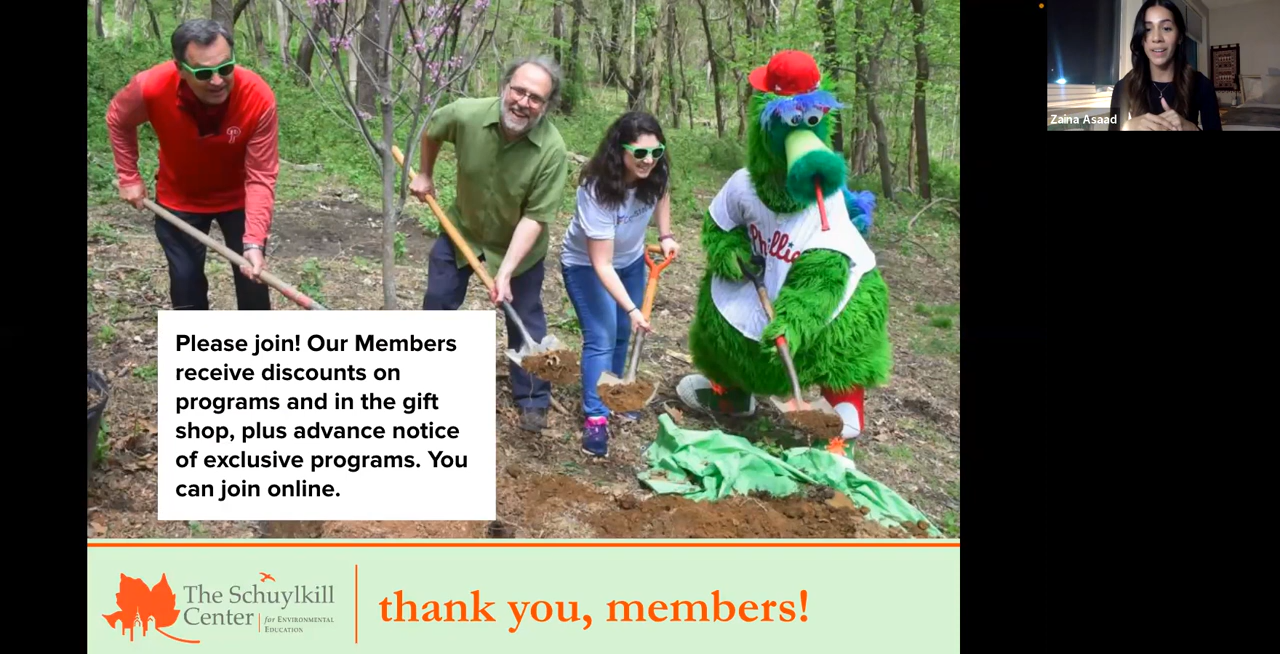 Zaina Asaad
Phillies
Please join! Our Members
receive discounts on
programs and in the gift
shop, plus advance notice
of exclusive programs. You
can join online.
The Schuylkill
Center
for Environmental
Education
thank you, members!